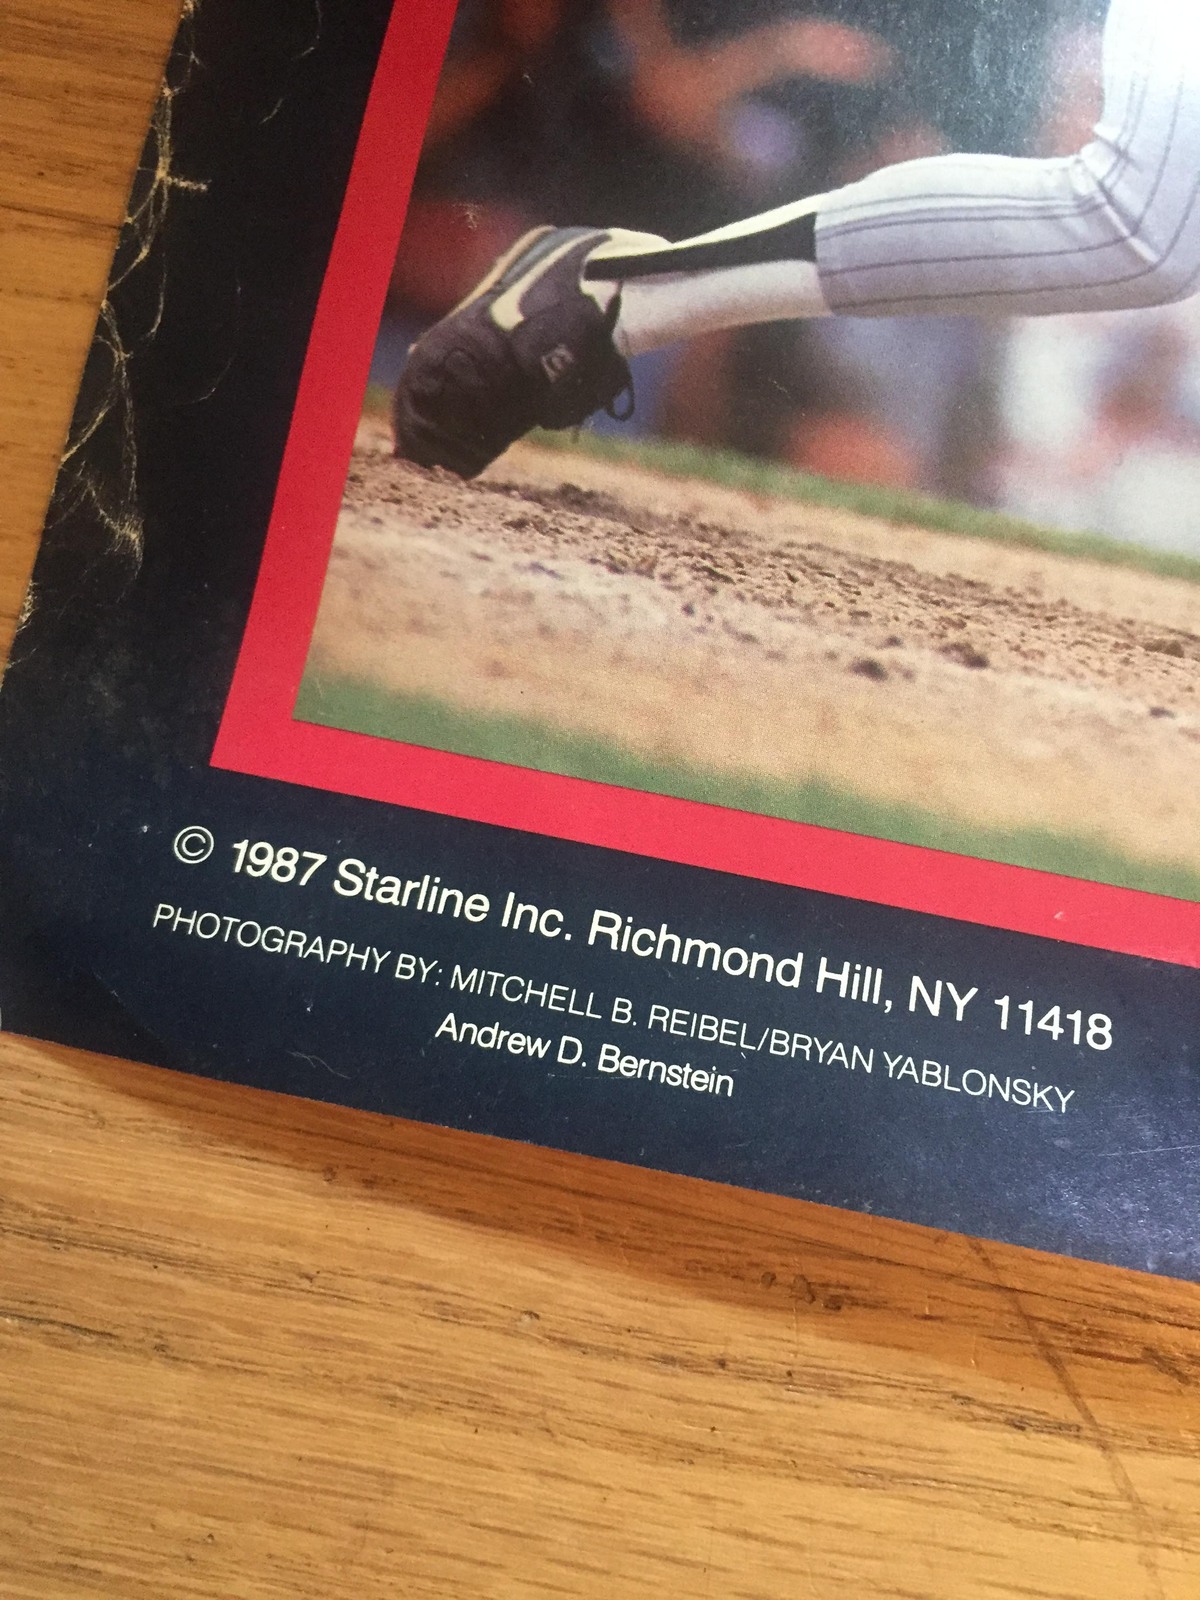 © 1987 Starline Inc. Richmond Hill, NY 11418
PHOTOGRAPHY BY: MITCHELL B. REIBEL/BRYAN YABLONSKY
Andrew D. Bernstein